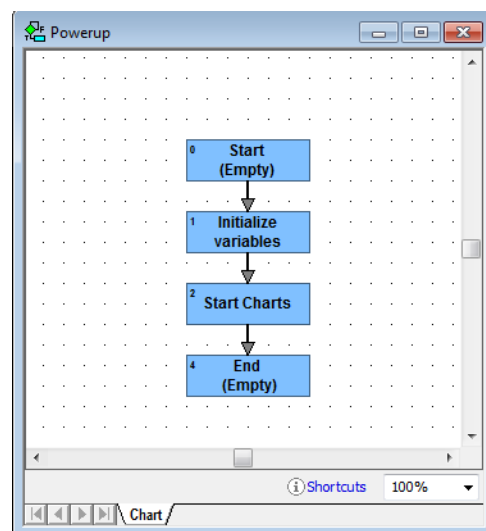 Powerup
0 Start
(Empty)
1 Initialize
variables
2 Start Charts
4 End
(Empty)
Shortcuts 100%
Chart